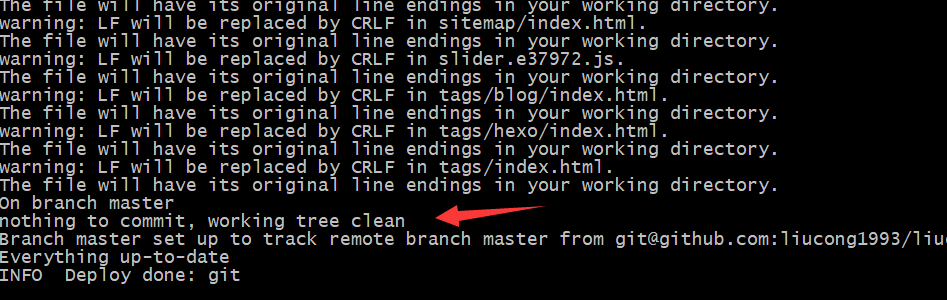 The file will have its original line endings in your working directory.
warning: LF will be replaced by CRLF in sitemap/index.html.
The file will have its original line endings in your working directory.
warning: LF will be replaced by CRLF in slider.e37972.js.
The file will have its original line endings in your working directory.
warning: LF will be replaced by CRLF in tags/blog/index.html.
The file will have its original line endings in your working directory.
warning: LF will be replaced by CRLF in tags/hexo/index.html.
The file will have its original line endings in your working directory.
warning: LF will be replaced by CRLF in tags/index.html.
The file will have its original line endings in your working directory.
On branch master
nothing to commit, working tree clean
Branch master set up to track remote branch master from git@github.com:liucong1993/liuc
Everything up-to-date
INFO  Deploy done: git